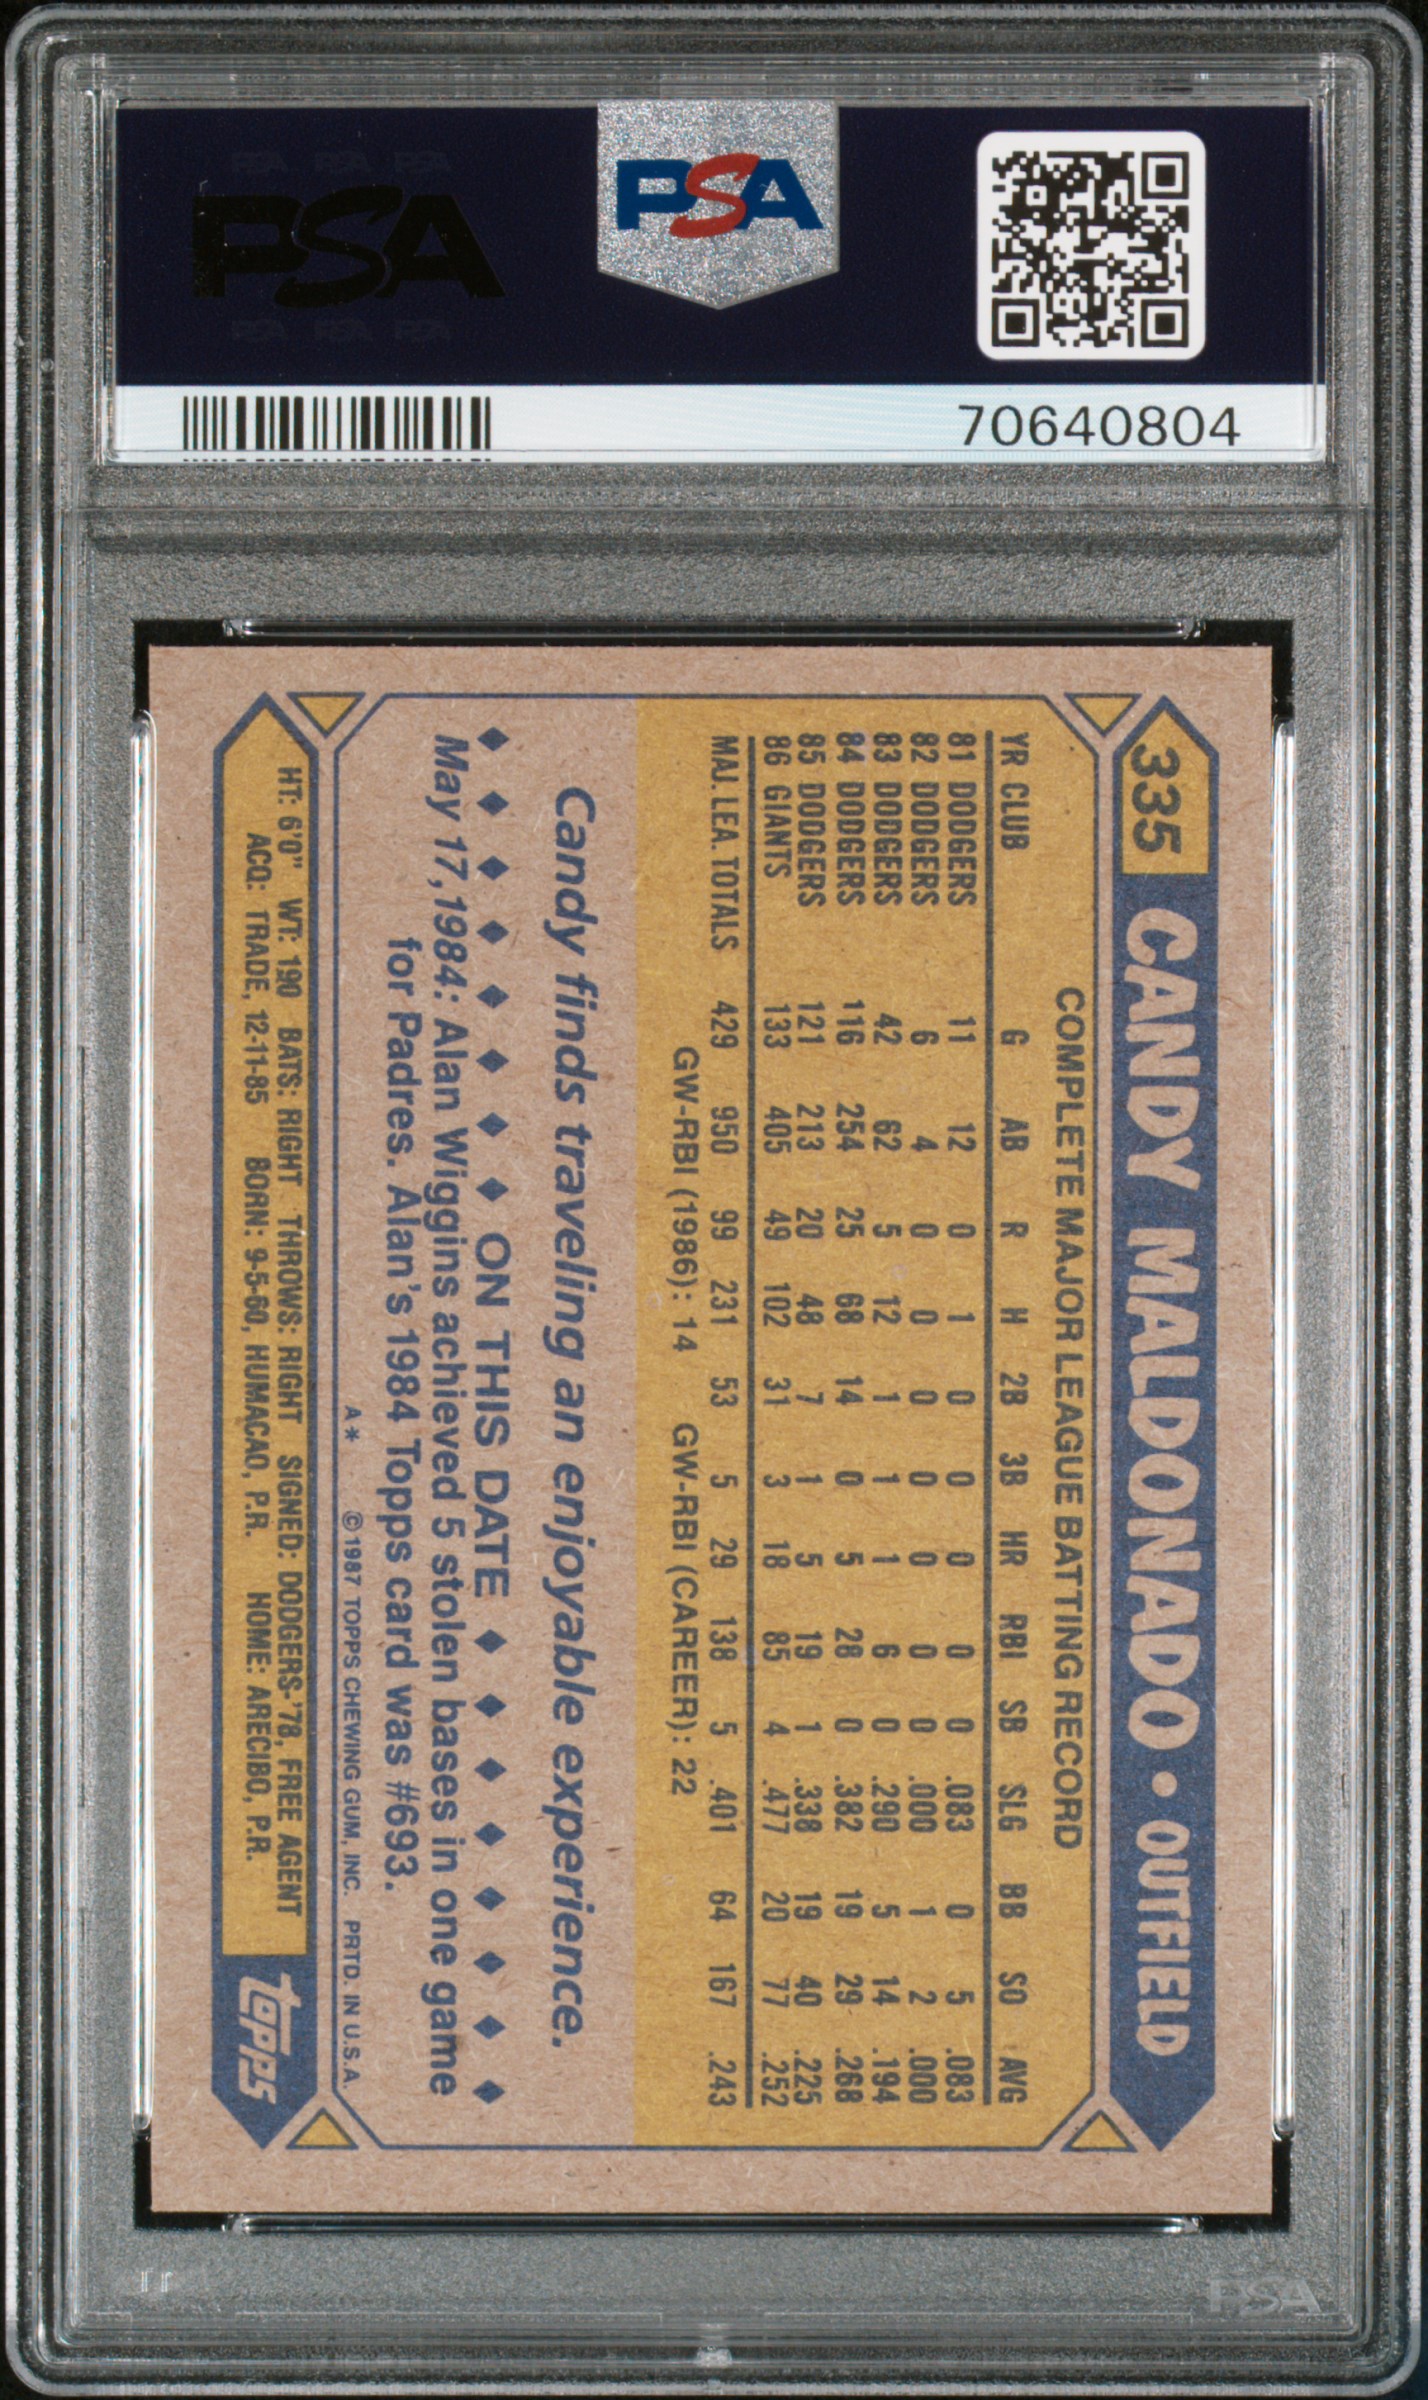 PSA
PSA
70640804
335 CANDY MALDONADO • OUTFIELD
COMPLETE MAJOR LEAGUE BATTING RECORD
YR CLUB G AB R H 2B 3B HR RBI SB SLG BB SO AVG
81 DODGERS 11 12 0 1 0 0 0 0 0 .083 0 5 .083
82 DODGERS 6 4 0 0 0 0 0 0 0 .000 1 2 .000
83 DODGERS 42 62 5 12 1 1 1 6 0 .290 5 14 .194
84 DODGERS 116 254 25 68 14 0 5 28 0 .382 19 29 .268
85 DODGERS 121 213 20 48 7 1 5 19 1 .338 19 40 .225
86 GIANTS 133 405 49 102 31 3 18 85 4 .477 20 77 .252
MAJ. LEA. TOTALS 429 950 99 231 53 5 29 138 5 .401 64 167 .243
GW-RBI (1986): 14 GW-RBI (CAREER): 22
Candy finds traveling an enjoyable experience.
◆ ◆ ◆ ◆ ◆ ◆ ◆ ◆ ON THIS DATE ◆ ◆ ◆ ◆ ◆ ◆ ◆ ◆
May 17, 1984: Alan Wiggins achieved 5 stolen bases in one game
for Padres. Alan's 1984 Topps card was #693.
A* © 1987 TOPPS CHEWING GUM, INC. PRTD. IN U.S.A.
HT: 6'0" WT: 190 BATS: RIGHT THROWS: RIGHT SIGNED: DODGERS-'78, FREE AGENT
ACQ: TRADE, 12-11-85 BORN: 9-5-60, HUMACAO, P.R. HOME: ARECIBO, P.R.
Topps
PSA